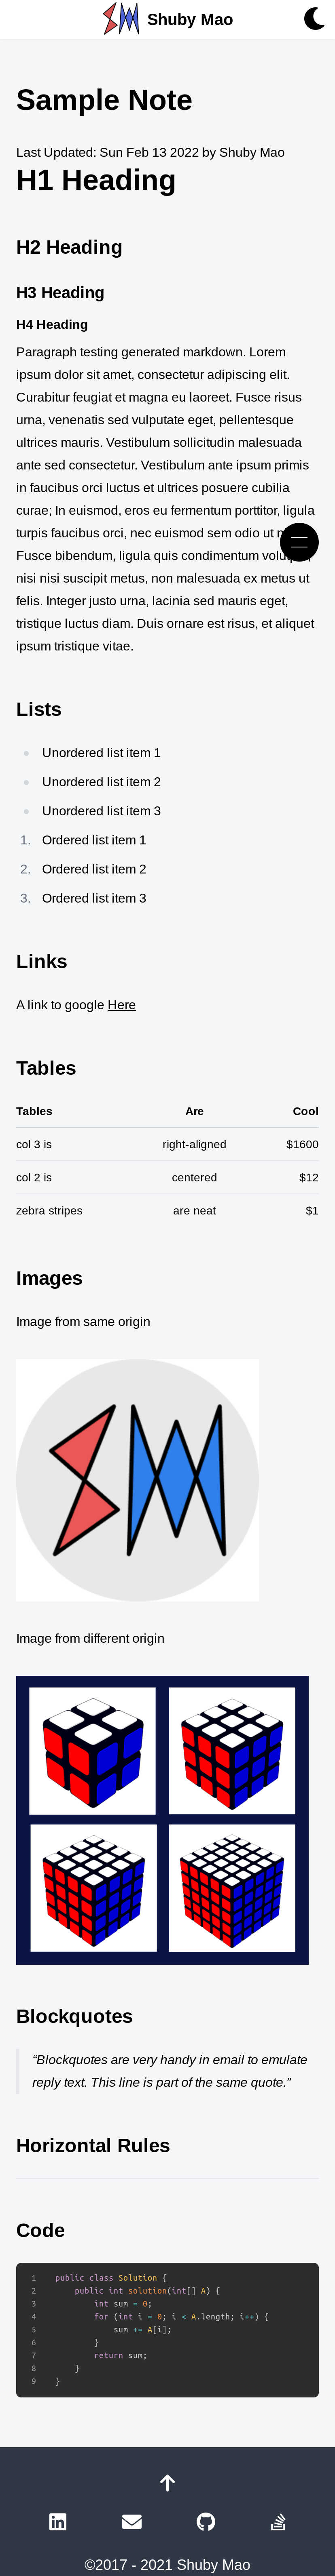 Shuby Mao
Sample Note
Last Updated: Sun Feb 13 2022 by Shuby Mao
H1 Heading
H2 Heading
H3 Heading
H4 Heading
Paragraph testing generated markdown. Lorem
ipsum dolor sit amet, consectetur adipiscing elit.
Curabitur feugiat et magna eu laoreet. Fusce risus
urna, venenatis sed vulputate eget, pellentesque
ultrices mauris. Vestibulum sollicitudin malesuada
ante sed consectetur. Vestibulum ante ipsum primis
in faucibus orci luctus et ultrices posuere cubilia
curae; In euismod, eros eu fermentum porttitor, ligula
turpis faucibus orci, nec euismod sem odio ut
Fusce bibendum, ligula quis condimentum
nisi nisi suscipit metus, non malesuada ex metus ut
felis. Integer justo urna, lacinia sed mauris eget,
tristique luctus diam. Duis ornare est risus, et aliquet
ipsum tristique vitae.
Lists
Unordered list item 1
Unordered list item 2
Unordered list item 3
1. Ordered list item 1
2. Ordered list item 2
3. Ordered list item 3
Links
A link to google Here
Tables
Tables Are Cool
col 3 is right-aligned $1600
col 2 is centered $12
zebra stripes are neat $1
Images
Image from same origin
Image from different origin
Blockquotes
“Blockquotes are very handy in email to emulate
reply text. This line is part of the same quote.”
Horizontal Rules
Code
1 public class Solution {
2 public int solution(int[] A) {
3 int sum = 0;
4 for (int i = 0; i < A.length; i++) {
5 sum += A[i];
6 }
7 return sum;
8 }
9 }
©2017 - 2021 Shuby Mao